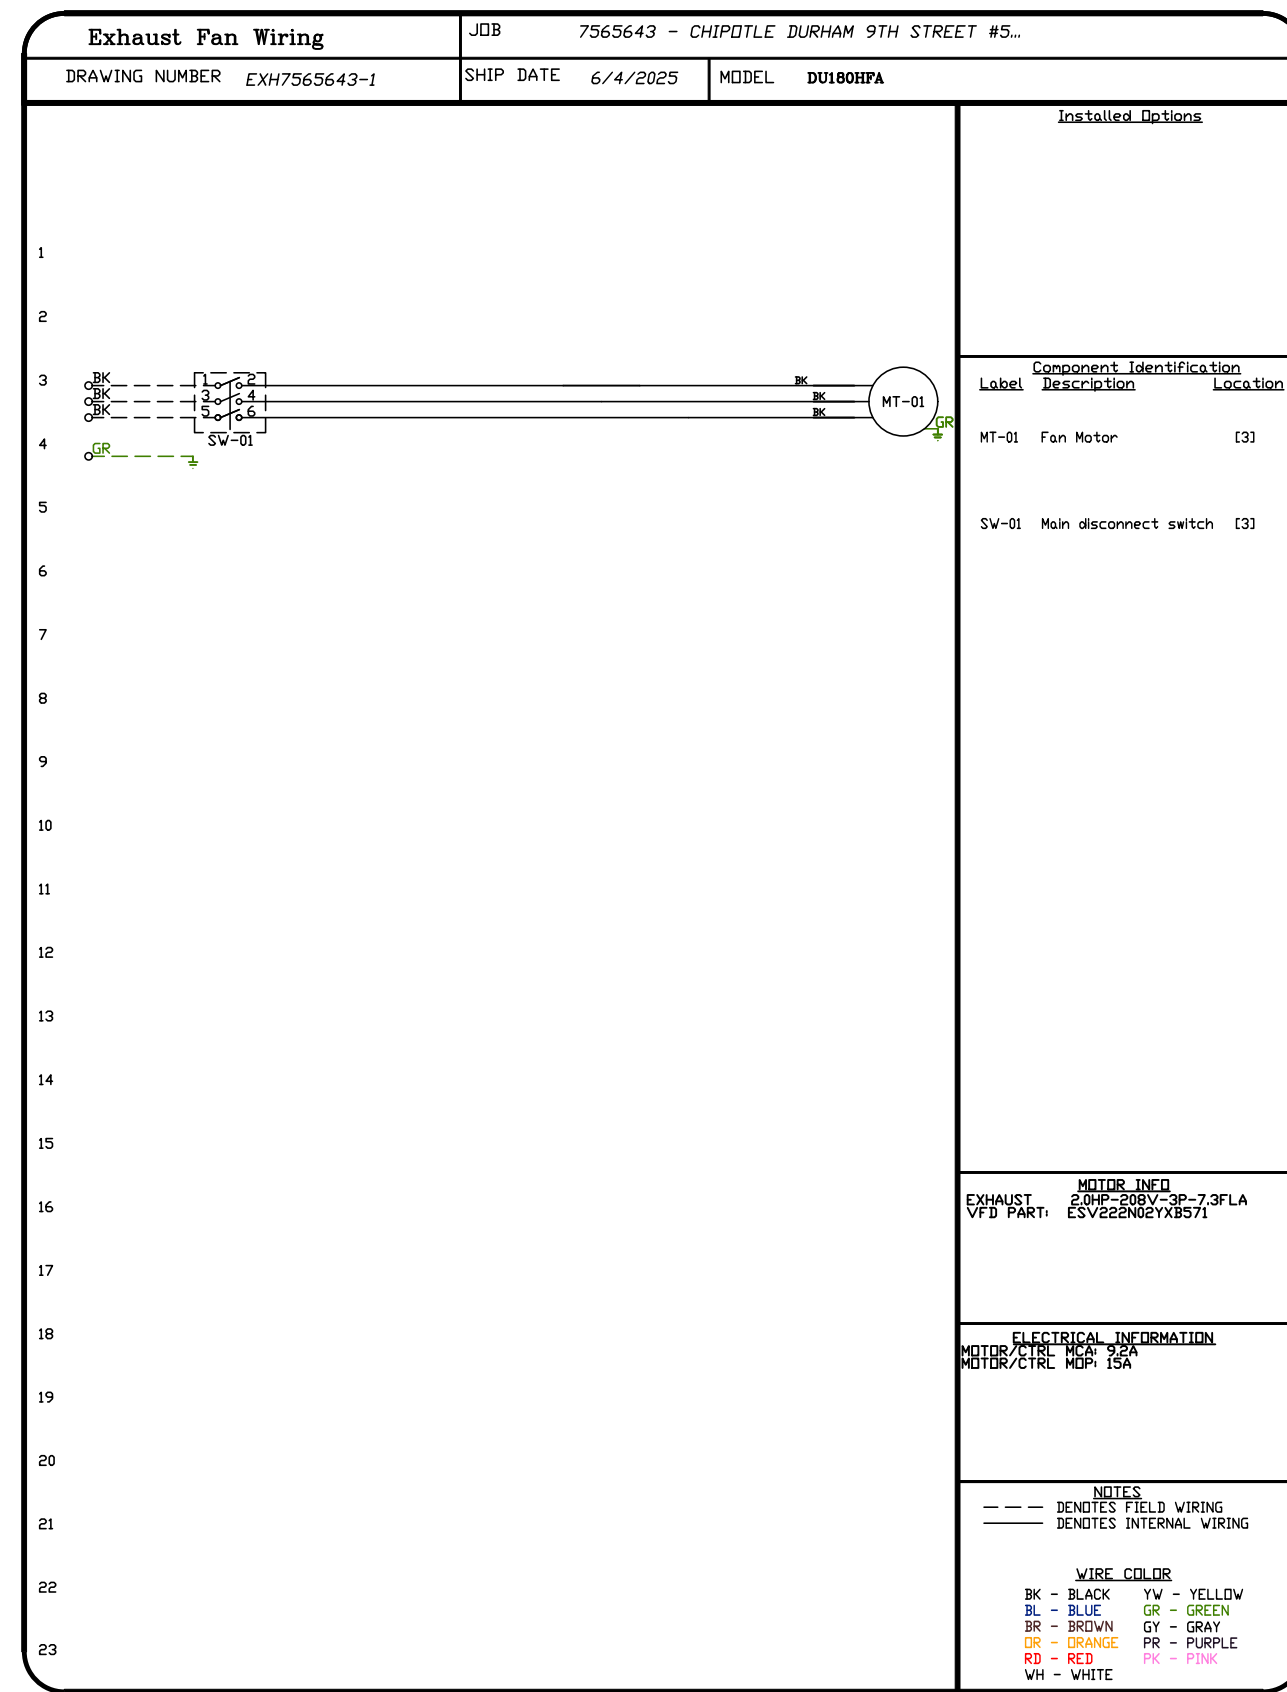 Exhaust Fan Wiring
JOB 7565643 - CHIPOTLE DURHAM 9TH STREET #5...
DRAWING NUMBER EXH7565643-1
SHIP DATE 6/4/2025
MODEL DU180HFA
Installed Options
1
2
3
BK 1 2 BK
BK 3 4 BK
BK 5 6 BK
MT-01
GR
SW-01
4
GR
5
6
7
8
9
10
11
12
13
14
15
16
17
18
19
20
21
22
23
Component Identification
Label Description Location
MT-01 Fan Motor [3]
SW-01 Main disconnect switch [3]
MOTOR INFO
EXHAUST 2.0HP-208V-3P-7.3FLA
VFD PART: ESV222N02YXB571
ELECTRICAL INFORMATION
MOTOR/CTRL MCA: 9.2A
MOTOR/CTRL MOP: 15A
NOTES
DENOTES FIELD WIRING
DENOTES INTERNAL WIRING
WIRE COLOR
BK - BLACK YW - YELLOW
BL - BLUE GR - GREEN
BR - BROWN GY - GRAY
OR - ORANGE PR - PURPLE
RD - RED PK - PINK
WH - WHITE